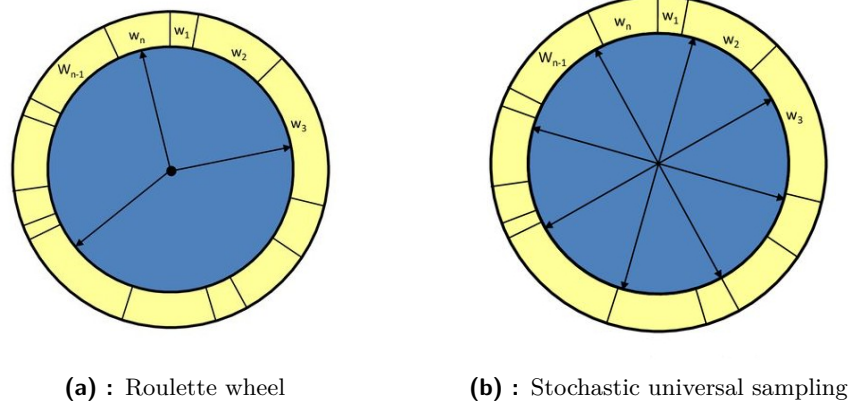 wₙ w₁ w₂ w₃ Wₙ₋₁
wₙ w₁ w₂ w₃ Wₙ₋₁
(a) : Roulette wheel
(b) : Stochastic universal sampling